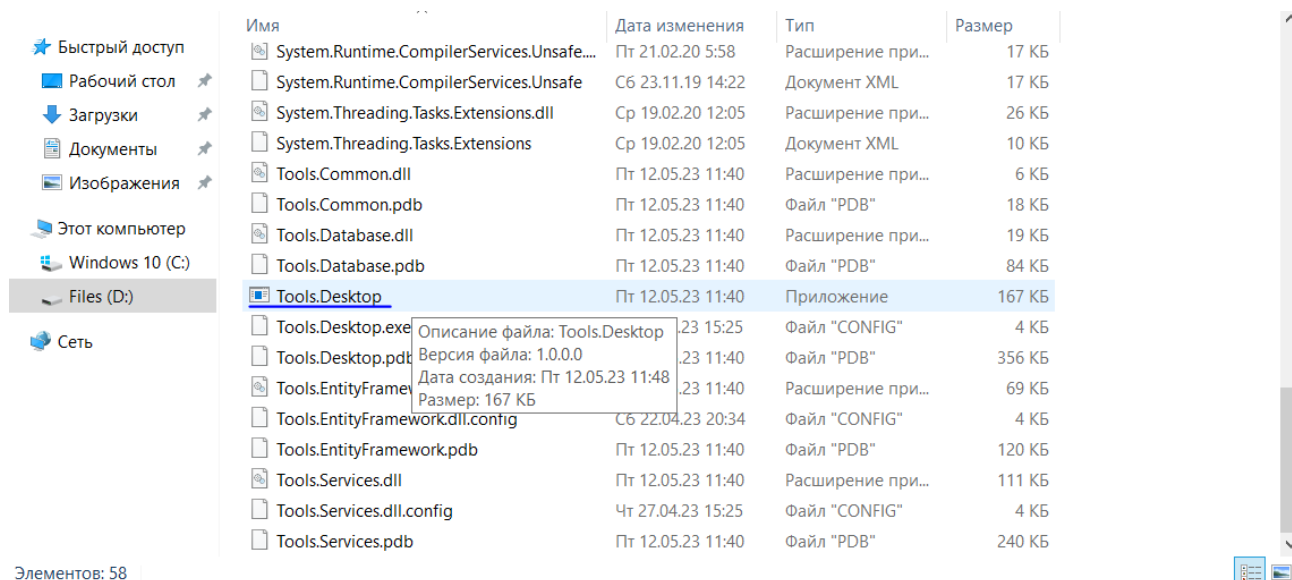 Имя Дата изменения Тип Размер
Быстрый доступ
Рабочий стол
Загрузки
Документы
Изображения
Этот компьютер
Windows 10 (C:)
Files (D:)
Сеть
System.Runtime.CompilerServices.Unsafe.... Пт 21.02.20 5:58 Расширение при... 17 КБ
System.Runtime.CompilerServices.Unsafe Сб 23.11.19 14:22 Документ XML 17 КБ
System.Threading.Tasks.Extensions.dll Ср 19.02.20 12:05 Расширение при... 26 КБ
System.Threading.Tasks.Extensions Ср 19.02.20 12:05 Документ XML 10 КБ
Tools.Common.dll Пт 12.05.23 11:40 Расширение при... 6 КБ
Tools.Common.pdb Пт 12.05.23 11:40 Файл "PDB" 18 КБ
Tools.Database.dll Пт 12.05.23 11:40 Расширение при... 19 КБ
Tools.Database.pdb Пт 12.05.23 11:40 Файл "PDB" 84 КБ
Tools.Desktop Пт 12.05.23 11:40 Приложение 167 КБ
Tools.Desktop.exe .23 15:25 Файл "CONFIG" 4 КБ
Tools.Desktop.pdb .23 11:40 Файл "PDB" 356 КБ
Tools.EntityFramew .23 11:40 Расширение при... 69 КБ
Описание файла: Tools.Desktop
Версия файла: 1.0.0.0
Дата создания: Пт 12.05.23 11:48
Размер: 167 КБ
Tools.EntityFramework.dll.config Сб 22.04.23 20:34 Файл "CONFIG" 4 КБ
Tools.EntityFramework.pdb Пт 12.05.23 11:40 Файл "PDB" 120 КБ
Tools.Services.dll Пт 12.05.23 11:40 Расширение при... 111 КБ
Tools.Services.dll.config Чт 27.04.23 15:25 Файл "CONFIG" 4 КБ
Tools.Services.pdb Пт 12.05.23 11:40 Файл "PDB" 240 КБ
Элементов: 58